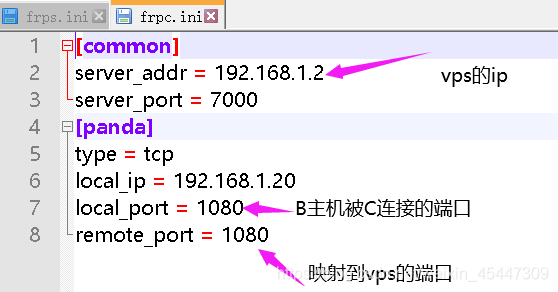 frps.ini frpc.ini
1 [common]
2 server_addr = 192.168.1.2 vps的ip
3 server_port = 7000
4 [panda]
5 type = tcp
6 local_ip = 192.168.1.20
7 local_port = 1080 B主机被C连接的端口
8 remote_port = 1080
映射到vps的端口